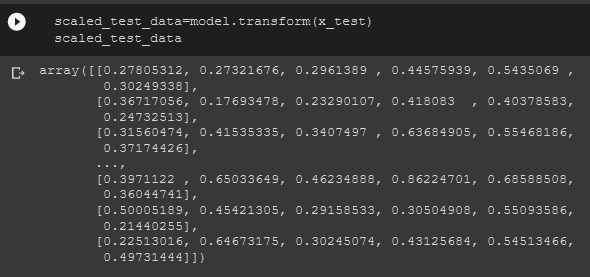 scaled_test_data=model.transform(x_test)
scaled_test_data
array([[0.27805312, 0.27321676, 0.2961389 , 0.44575939, 0.5435069 ,
0.30249338],
[0.36717056, 0.17693478, 0.23290107, 0.418083  , 0.40378583,
0.24732513],
[0.31560474, 0.41535335, 0.3407497 , 0.63684905, 0.55468186,
0.37174426],
...,
[0.3971122 , 0.65033649, 0.46234888, 0.86224701, 0.68588508,
0.36044741],
[0.50005189, 0.45421305, 0.29158533, 0.30504908, 0.55093586,
0.21440255],
[0.22513016, 0.64673175, 0.30245074, 0.43125684, 0.54513466,
0.49731444]])